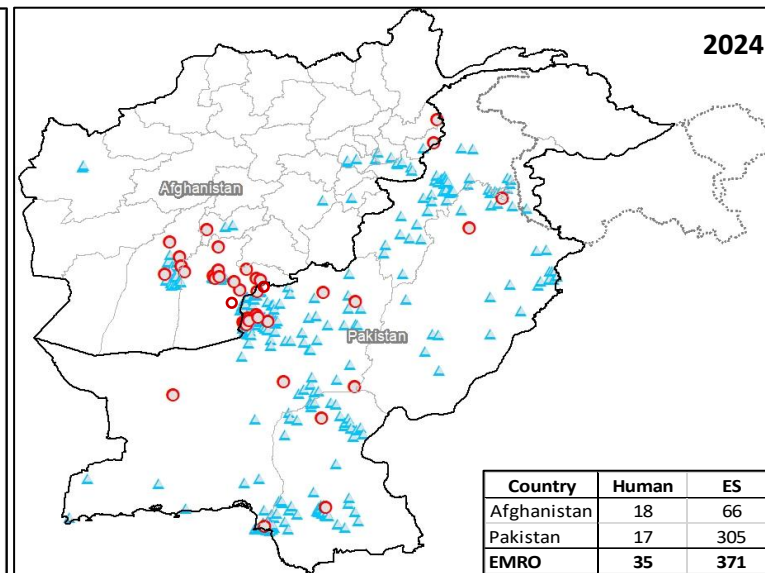 2024
Afghanistan
Pakistan
Country Human ES
Afghanistan 18 66
Pakistan 17 305
EMRO 35 371